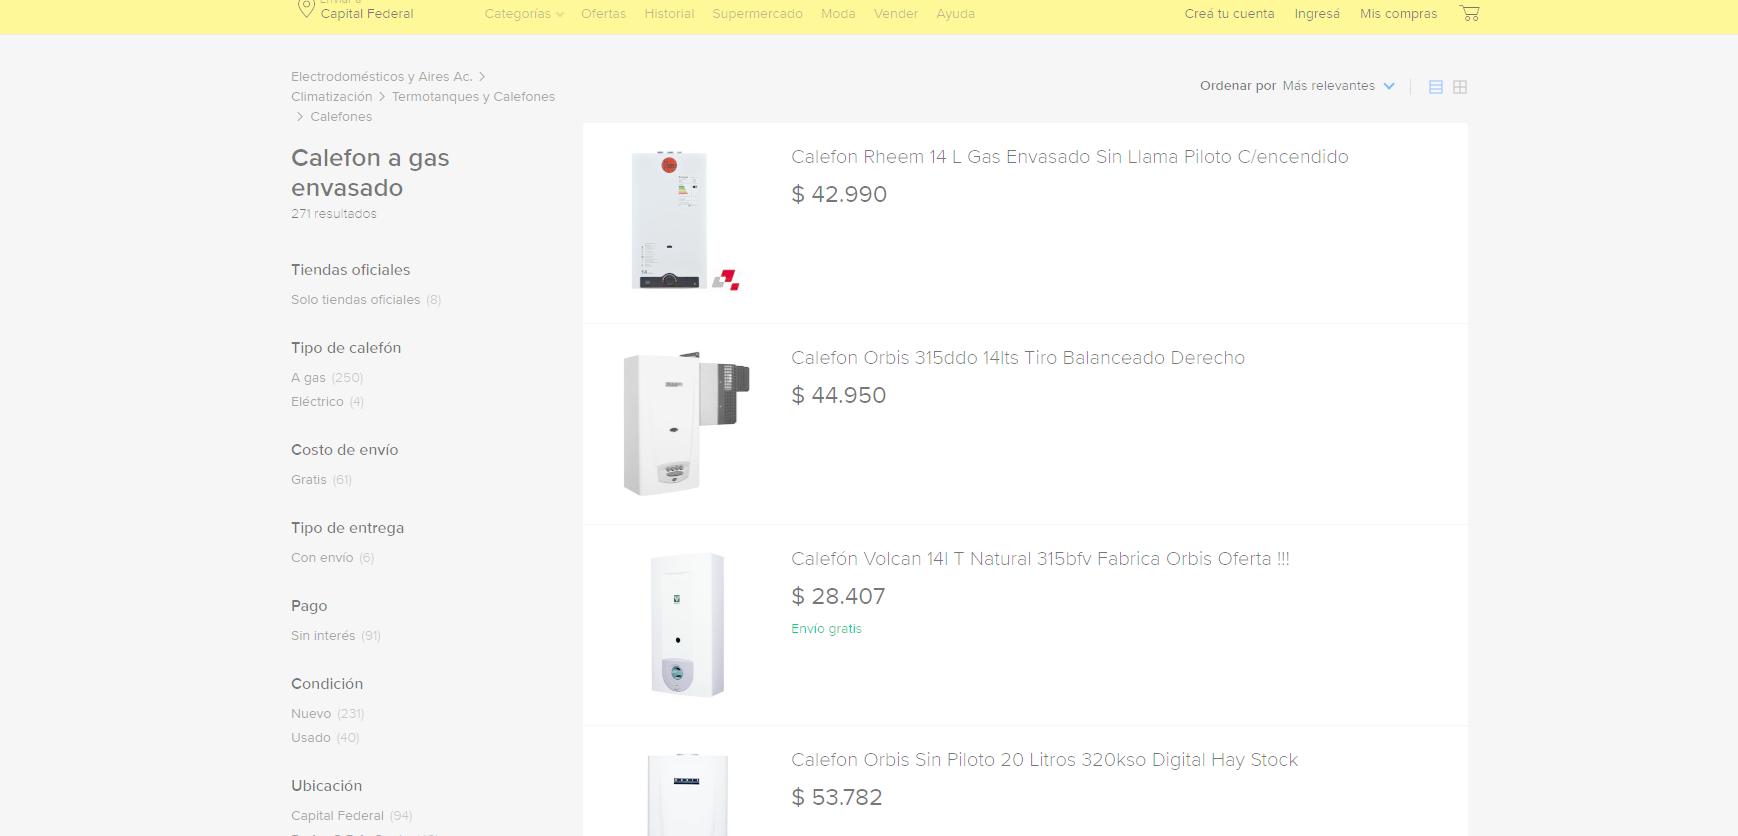 Capital Federal
Categorías Ofertas Historial Supermercado Moda Vender Ayuda
Creá tu cuenta Ingresá Mis compras
Electrodomésticos y Aires Ac. >
Climatización > Termotanques y Calefones
> Calefones
Ordenar por Más relevantes
Calefon a gas
envasado
271 resultados
Tiendas oficiales
Solo tiendas oficiales (8)
Tipo de calefón
A gas (250)
Eléctrico (4)
Costo de envío
Gratis (61)
Tipo de entrega
Con envío (6)
Pago
Sin interés (91)
Condición
Nuevo (231)
Usado (40)
Ubicación
Capital Federal (94)
Calefon Rheem 14 L Gas Envasado Sin Llama Piloto C/encendido
$ 42.990
Calefon Orbis 315ddo 14lts Tiro Balanceado Derecho
$ 44.950
Calefón Volcan 14l T Natural 315bfv Fabrica Orbis Oferta !!!
$ 28.407
Envío gratis
Calefon Orbis Sin Piloto 20 Litros 320kso Digital Hay Stock
$ 53.782